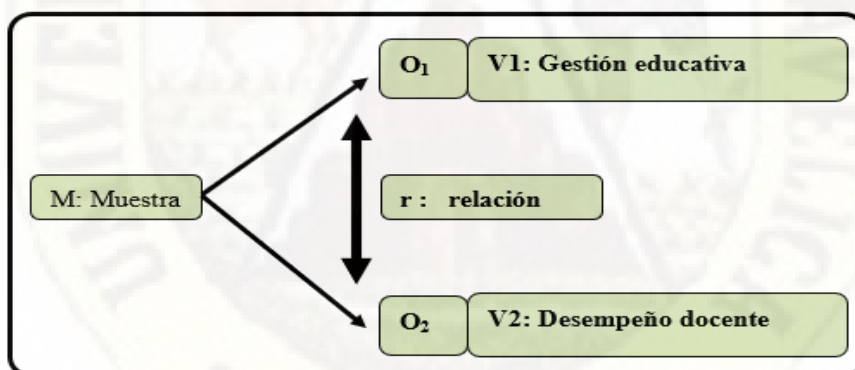 O₁ V1: Gestión educativa
M: Muestra r : relación
O₂ V2: Desempeño docente